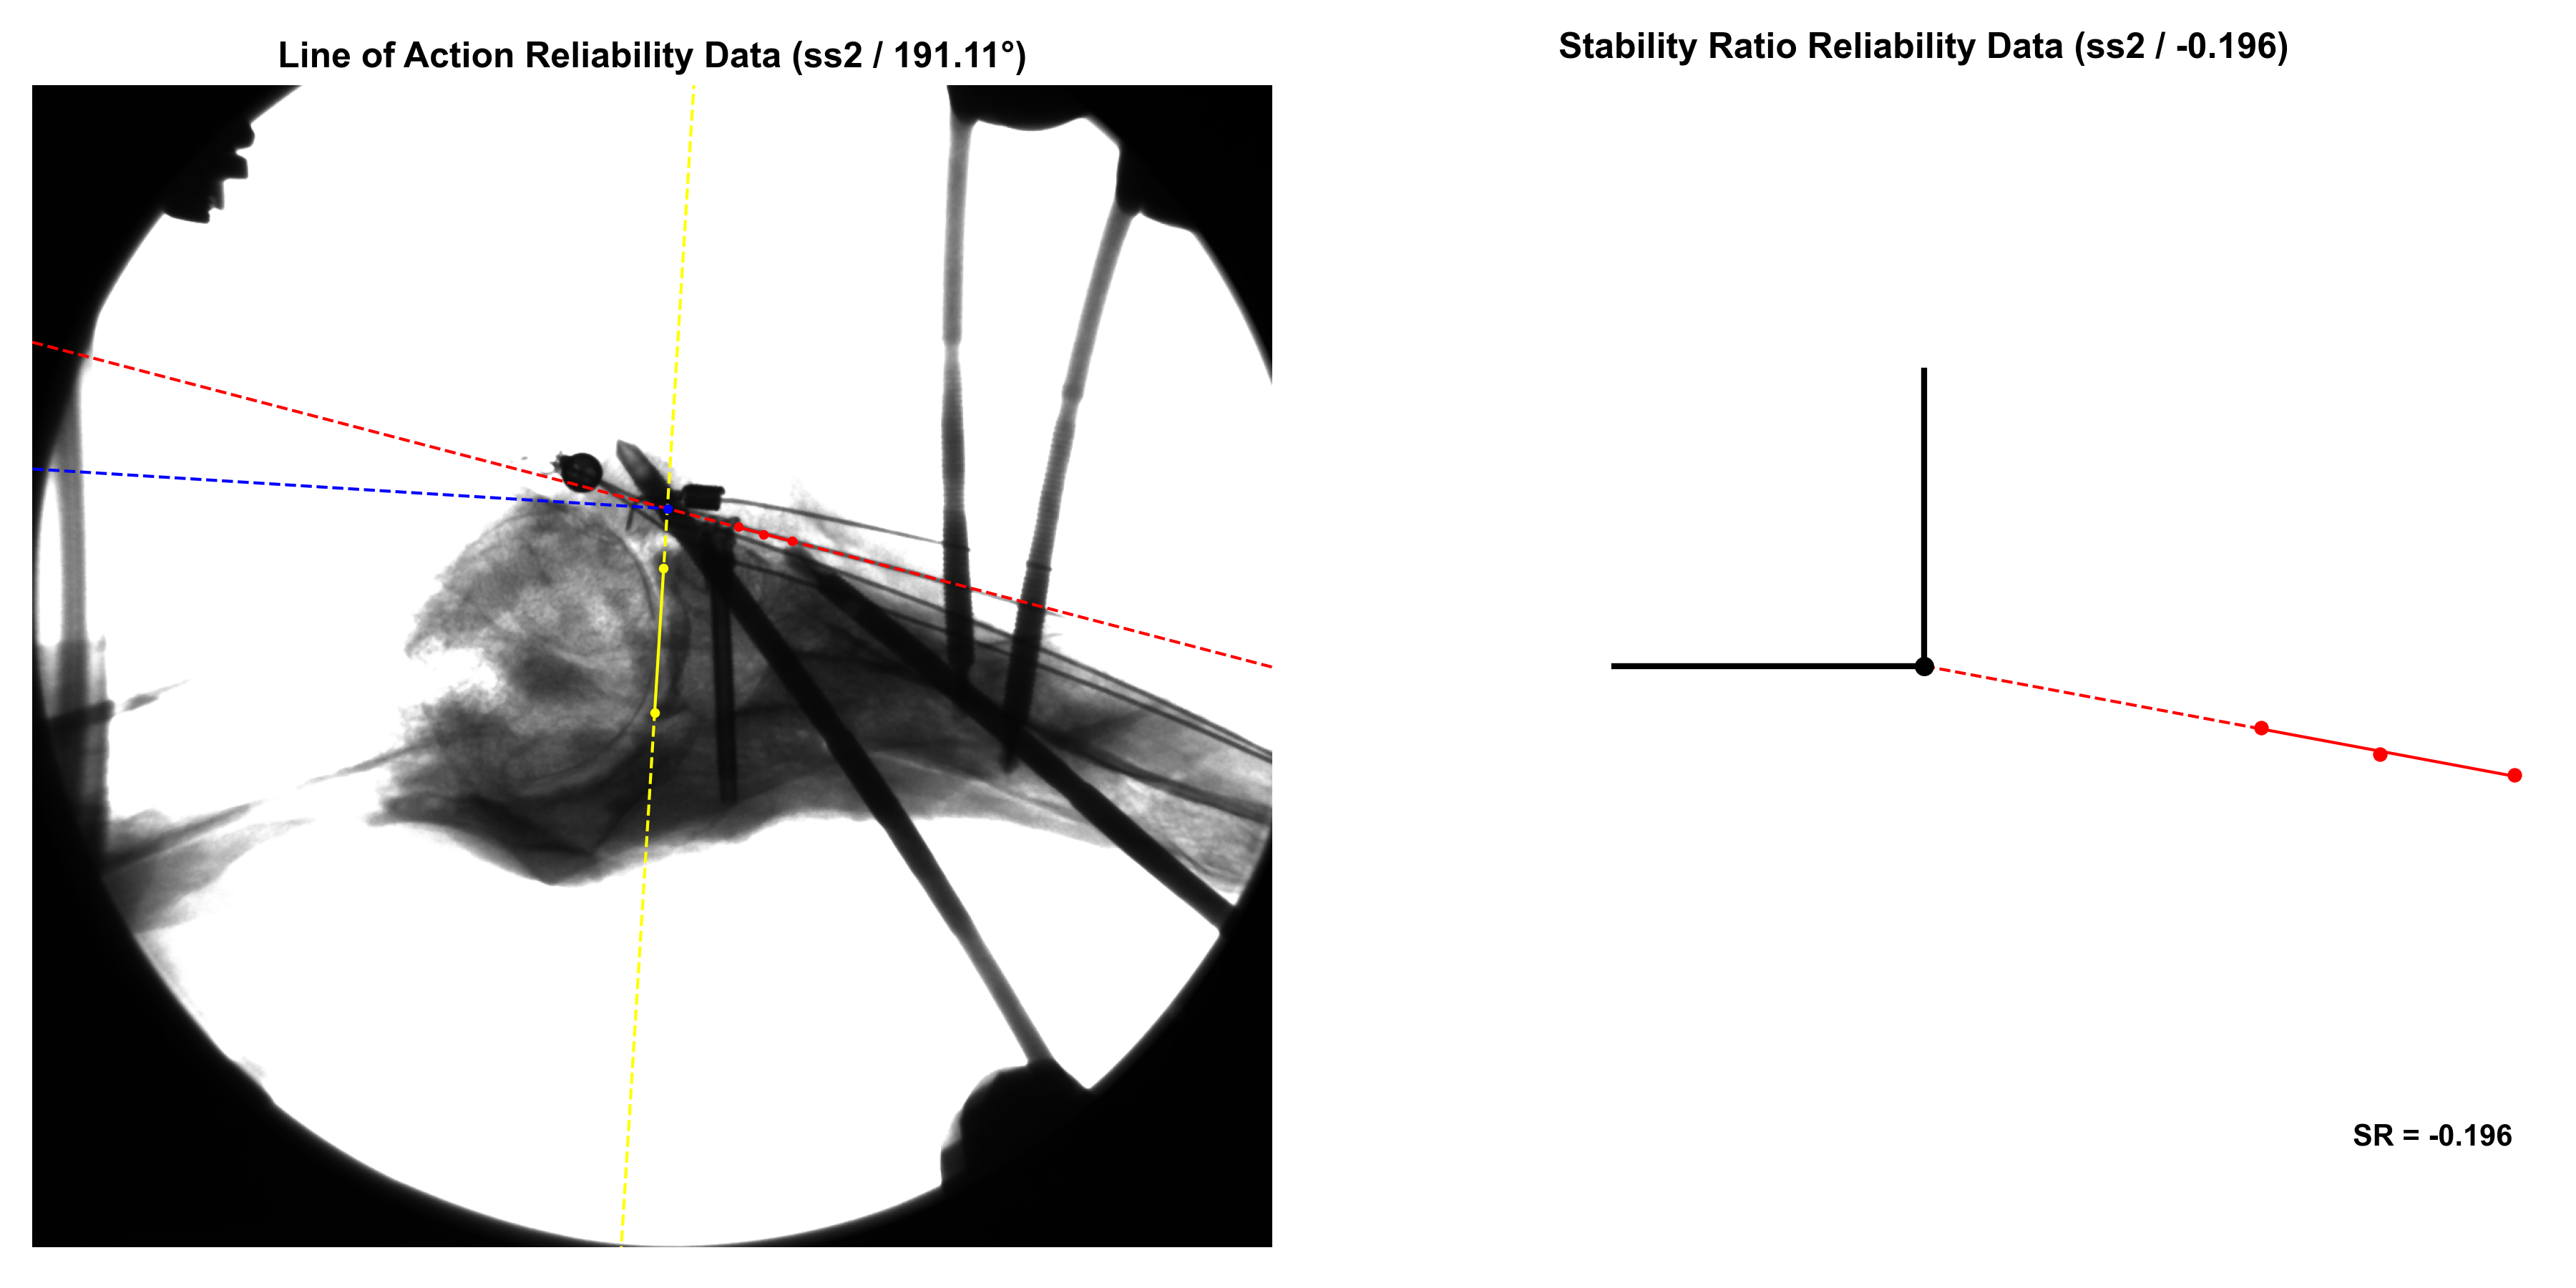 Line of Action Reliability Data (ss2 / 191.11°)
Stability Ratio Reliability Data (ss2 / -0.196)
SR = -0.196